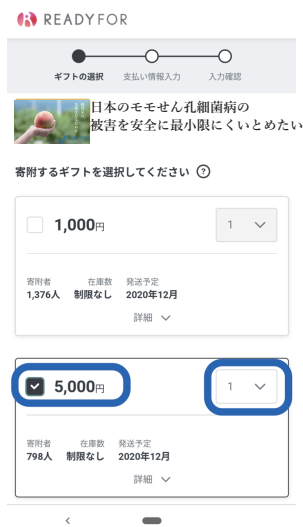 READYFOR
ギフトの選択 支払い情報入力 入力確認
日本のモモせん孔細菌病の
被害を安全に最小限にくいとめたい
寄附するギフトを選択してください ?
1,000円 1
寄附者 在庫数 発送予定
1,376人 制限なし 2020年12月
詳細
5,000円 1
寄附者 在庫数 発送予定
798人 制限なし 2020年12月
詳細